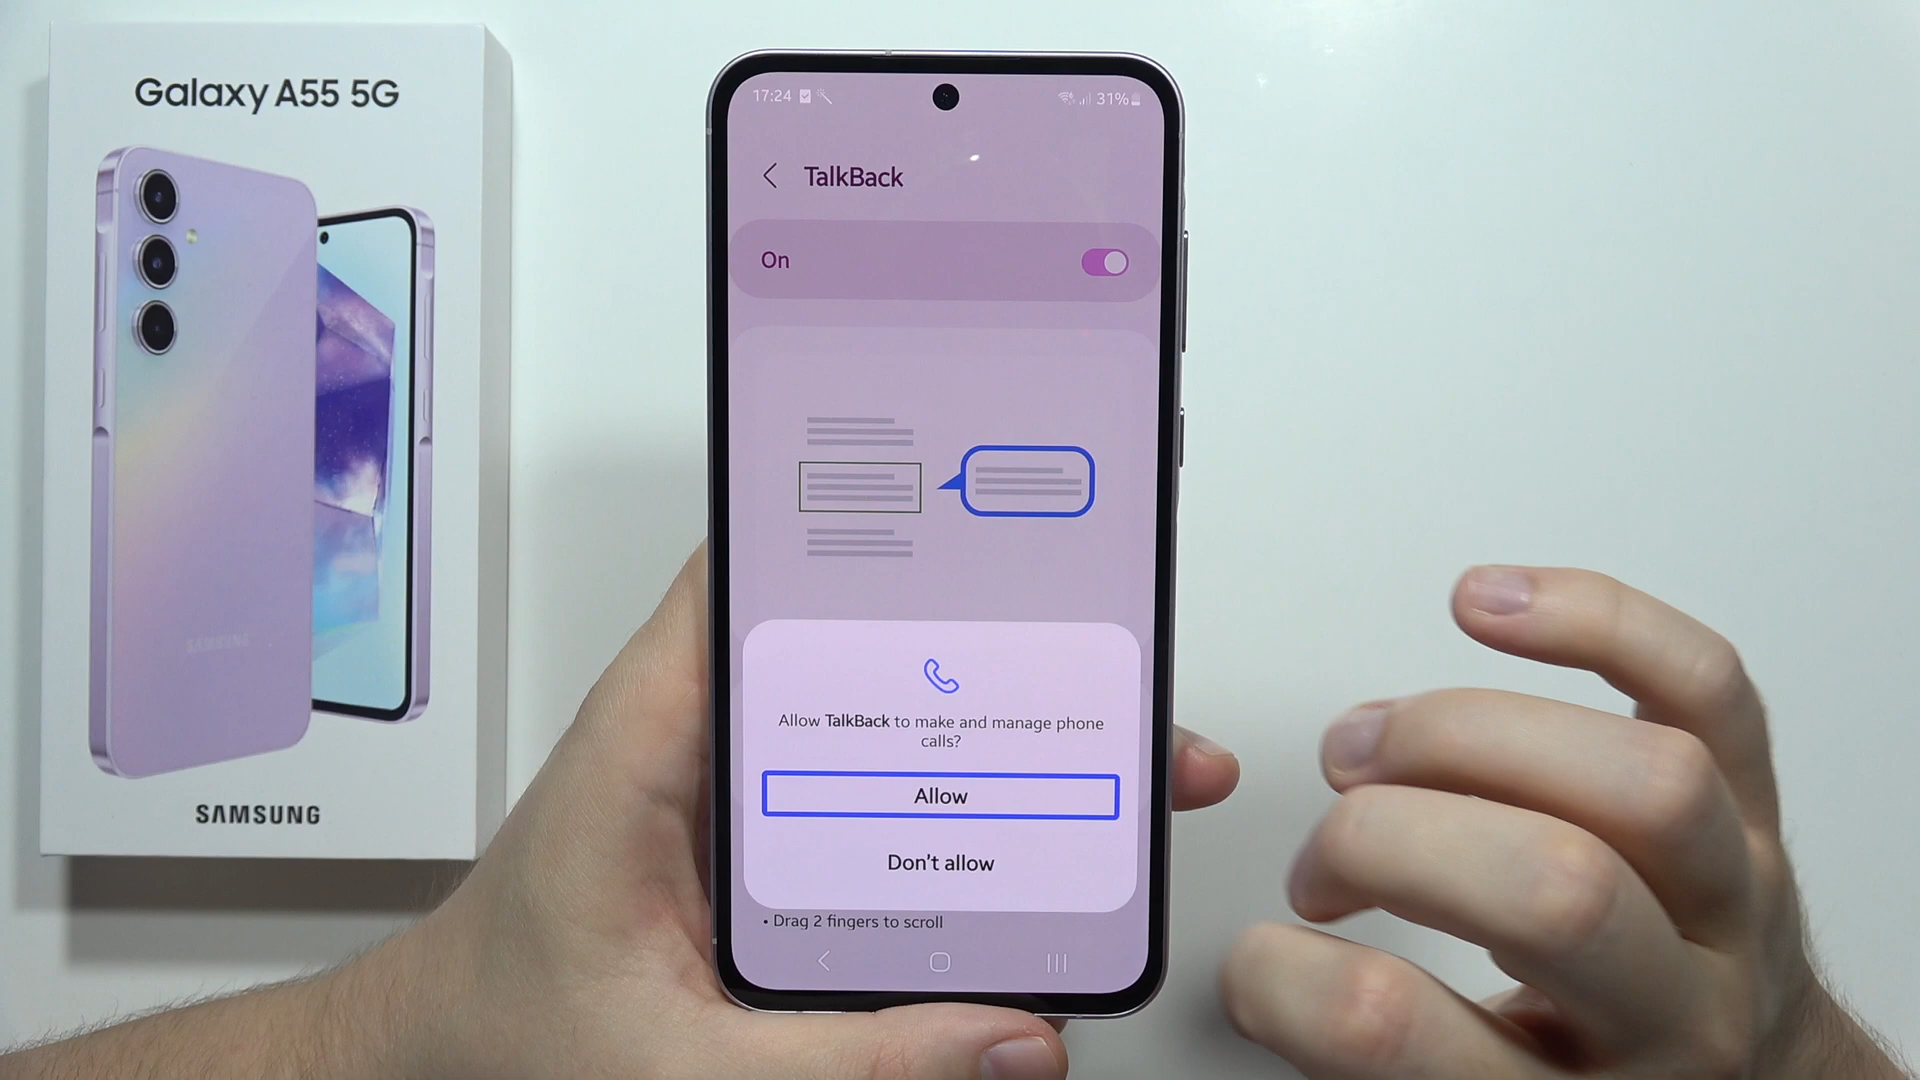 Galaxy A55 5G
SAMSUNG
SAMSUNG
17:24
31%
TalkBack
On
Allow TalkBack to make and manage phone
calls?
Allow
Don't allow
• Drag 2 fingers to scroll